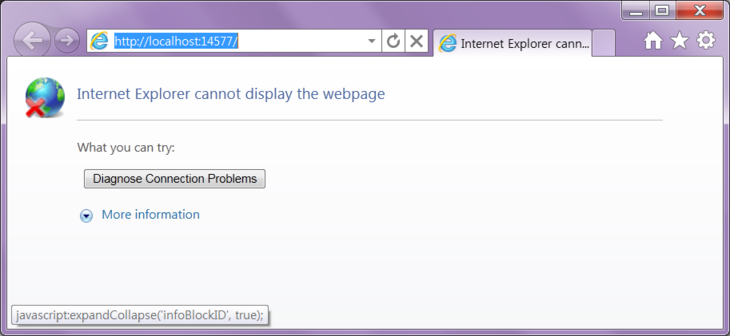 http://localhost:14577/
Internet Explorer cann...
Internet Explorer cannot display the webpage
What you can try:
Diagnose Connection Problems
More information
javascript:expandCollapse('infoBlockID', true);